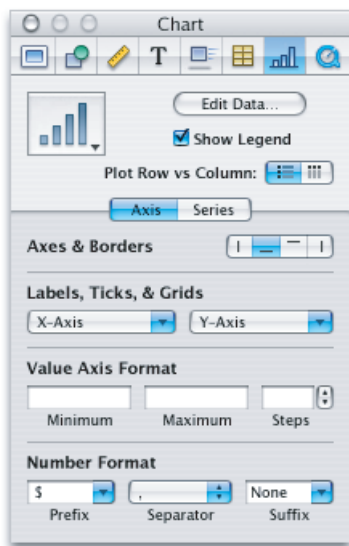 Chart
T
Edit Data...
Show Legend
Plot Row vs Column:
Axis Series
Axes & Borders
Labels, Ticks, & Grids
X-Axis Y-Axis
Value Axis Format
Minimum Maximum Steps
Number Format
$ , None
Prefix Separator Suffix